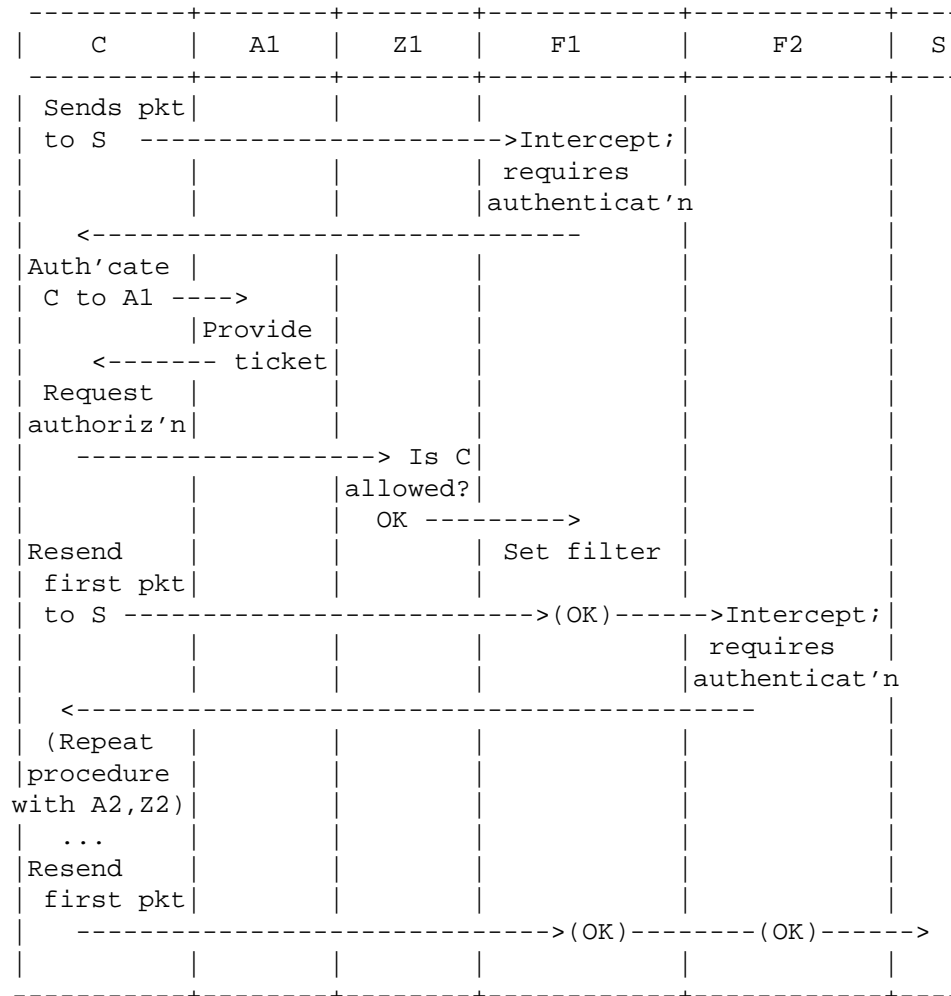 ----------+--------+--------+-------------+-------------+----
| C | A1 | Z1 | F1 | F2 | S
----------+--------+--------+-------------+-------------+----
| Sends pkt| | | | |
| to S ----------------------->Intercept;| |
| | | | requires | |
| | | |authenticat'n |
| <------------------------------- | |
|Auth'cate | | | | |
| C to A1 ----> | | | |
| |Provide | | | |
| <------- ticket| | | |
| Request | | | | |
|authoriz'n| | | | |
| -------------------> Is C| | |
| | |allowed?| | |
| | | OK ---------> | |
|Resend | | | Set filter | |
| first pkt| | | | |
| to S -------------------------->(OK)------>Intercept;|
| | | | | requires |
| | | | |authenticat'n
| <------------------------------------------- |
| (Repeat | | | | |
|procedure | | | | |
with A2,Z2)| | | | |
| ... | | | | |
|Resend | | | | |
| first pkt| | | | |
| ------------------------------>(OK)--------(OK)------>
| | | | | |
-----------+--------+--------+-------------+-------------+----